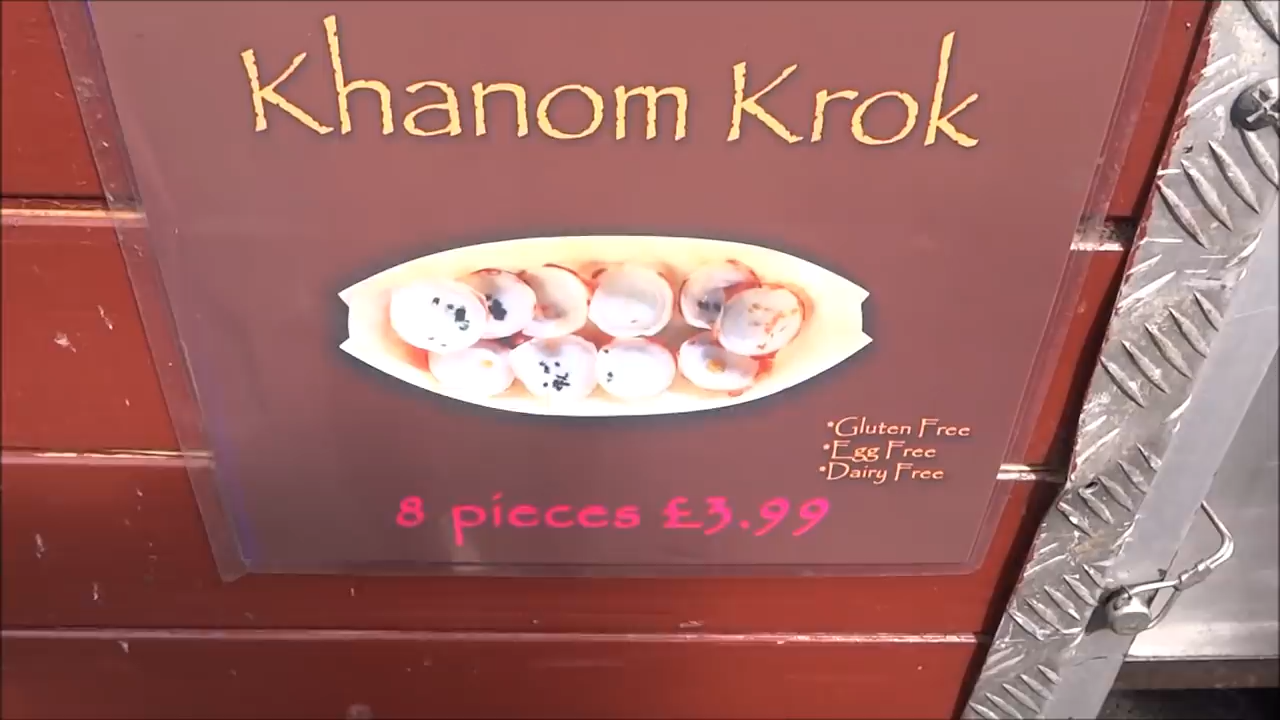 Khanom Krok
*Gluten Free
*Egg Free
*Dairy Free
8 pieces £3.99